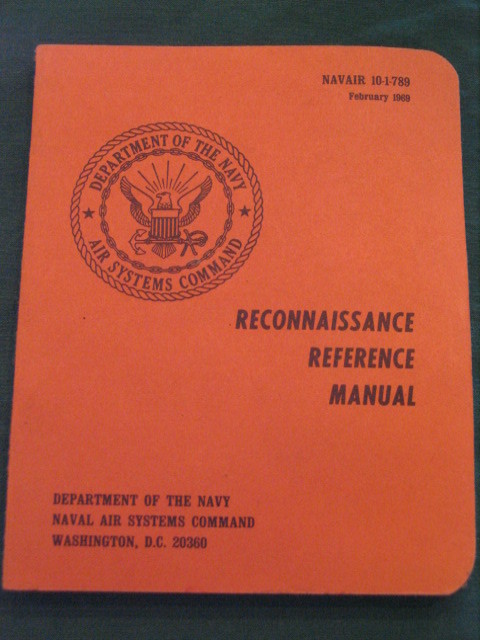 NAVAIR 10-1-789
February 1969
DEPARTMENT OF THE NAVY
AIR SYSTEMS COMMAND
RECONNAISSANCE
REFERENCE
MANUAL
DEPARTMENT OF THE NAVY
NAVAL AIR SYSTEMS COMMAND
WASHINGTON, D.C. 20360